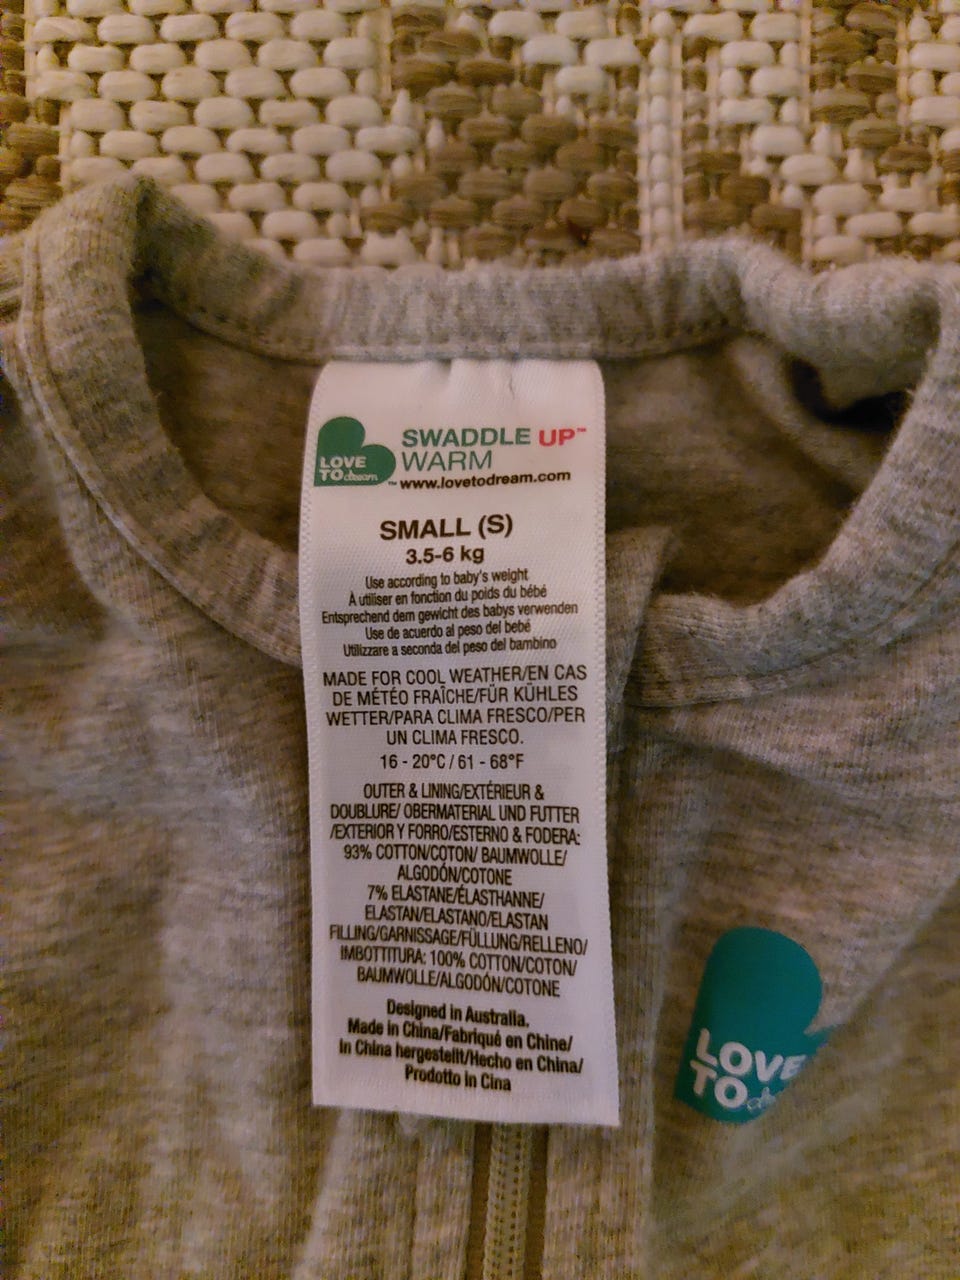 LOVE
TO dream™
SWADDLE UP™
WARM
www.lovetodream.com
SMALL (S)
3.5-6 kg
Use according to baby's weight
À utiliser en fonction du poids du bébé
Entsprechend dem gewicht des babys verwenden
Use de acuerdo al peso del bebé
Utilizzare a seconda del peso del bambino
MADE FOR COOL WEATHER/EN CAS
DE MÉTÉO FRAÎCHE/FÜR KÜHLES
WETTER/PARA CLIMA FRESCO/PER
UN CLIMA FRESCO.
16 - 20°C / 61 - 68°F
OUTER & LINING/EXTÉRIEUR &
DOUBLURE/ OBERMATERIAL UND FUTTER
/EXTERIOR Y FORRO/ESTERNO & FODERA:
93% COTTON/COTON/ BAUMWOLLE/
ALGODÓN/COTONE
7% ELASTANE/ÉLASTHANNE/
ELASTAN/ELASTANO/ELASTAN
FILLING/GARNISSAGE/FÜLLUNG/RELLENO/
IMBOTTITURA: 100% COTTON/COTON/
BAUMWOLLE/ALGODÓN/COTONE
Designed in Australia.
Made in China/Fabriqué en Chine/
In China hergestellt/Hecho en China/
Prodotto in Cina
LOVE
TO